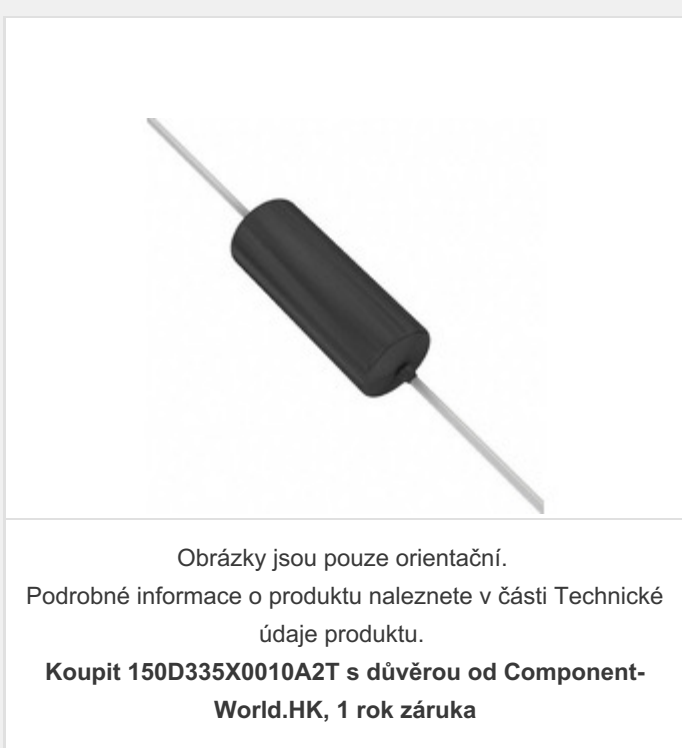 Obrázky jsou pouze orientační.
Podrobné informace o produktu naleznete v části Technické
údaje produktu.
Koupit 150D335X0010A2T s důvěrou od Component-
World.HK, 1 rok záruka